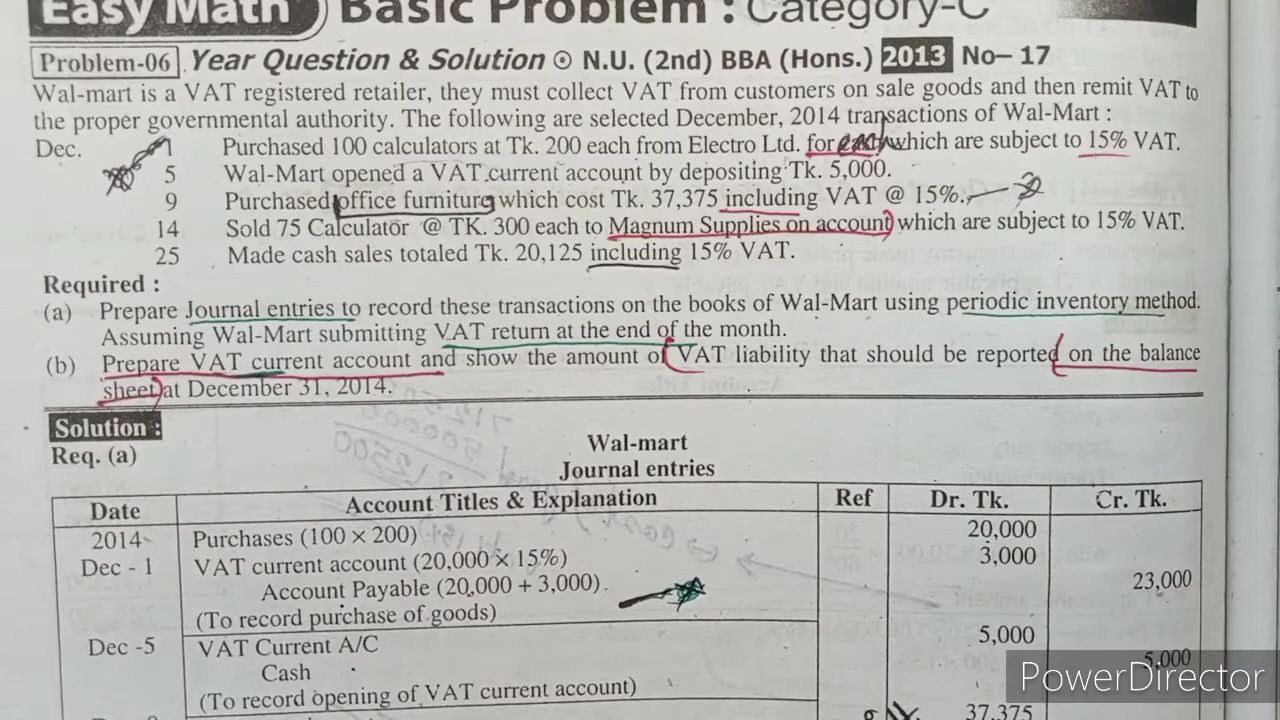 Easy Math Basic Problem : Category-C
Problem-06 Year Question & Solution ⊙ N.U. (2nd) BBA (Hons.) 2013 No– 17
Wal-mart is a VAT registered retailer, they must collect VAT from customers on sale goods and then remit VAT to
the proper governmental authority. The following are selected December, 2014 transactions of Wal-Mart :
Dec. 1 Purchased 100 calculators at Tk. 200 each from Electro Ltd. for each which are subject to 15% VAT.
5 Wal-Mart opened a VAT current account by depositing Tk. 5,000.
9 Purchased office furniture which cost Tk. 37,375 including VAT @ 15%.
14 Sold 75 Calculator @ TK. 300 each to Magnum Supplies on account which are subject to 15% VAT.
25 Made cash sales totaled Tk. 20,125 including 15% VAT.
Required :
(a) Prepare Journal entries to record these transactions on the books of Wal-Mart using periodic inventory method.
Assuming Wal-Mart submitting VAT return at the end of the month.
(b) Prepare VAT current account and show the amount of VAT liability that should be reported on the balance
sheet at December 31, 2014.
Solution :
Req. (a)
Wal-mart
Journal entries
Date Account Titles & Explanation Ref Dr. Tk. Cr. Tk.
2014 Purchases (100 × 200) 20,000
Dec - 1 VAT current account (20,000 × 15%) 3,000
Account Payable (20,000 + 3,000) 23,000
(To record purchase of goods)
Dec -5 VAT Current A/C 5,000
Cash 5,000
(To record opening of VAT current account)
37,375
PowerDirector